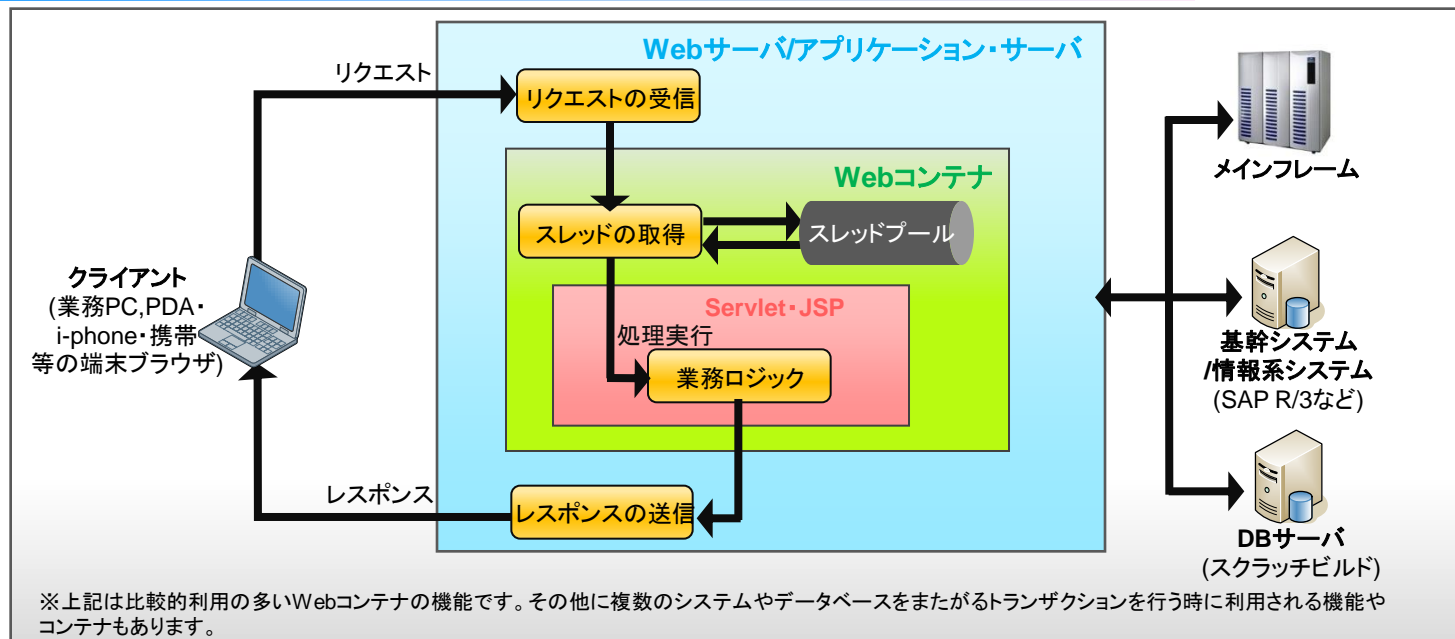 Webサーバ/アプリケーション・サーバ
リクエスト
リクエストの受信
Webコンテナ
スレッドの取得
スレッドプール
Servlet・JSP
処理実行
業務ロジック
レスポンス
レスポンスの送信
クライアント
(業務PC,PDA・
i-phone・携帯
等の端末ブラウザ)
メインフレーム
基幹システム
/情報系システム
(SAP R/3など)
DBサーバ
(スクラッチビルド)
※上記は比較的利用の多いWebコンテナの機能です。その他に複数のシステムやデータベースをまたがるトランザクションを行う時に利用される機能や
コンテナもあります。